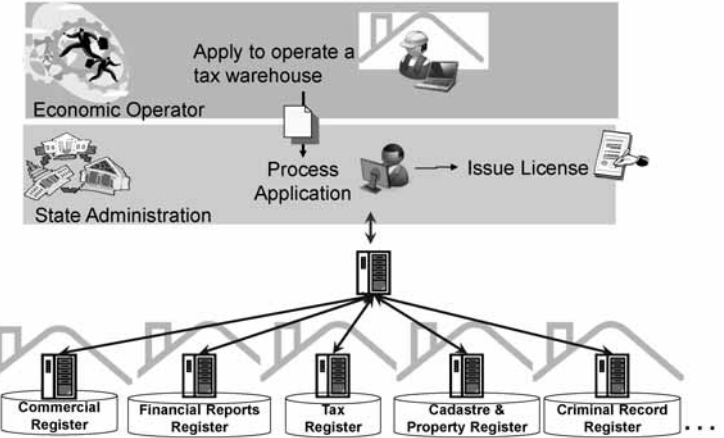 Apply to operate a
tax warehouse
Economic Operator
Process
Application
Issue License
State Administration
Commercial
Register
Financial Reports
Register
Tax
Register
Cadastre &
Property Register
Criminal Record
Register
...